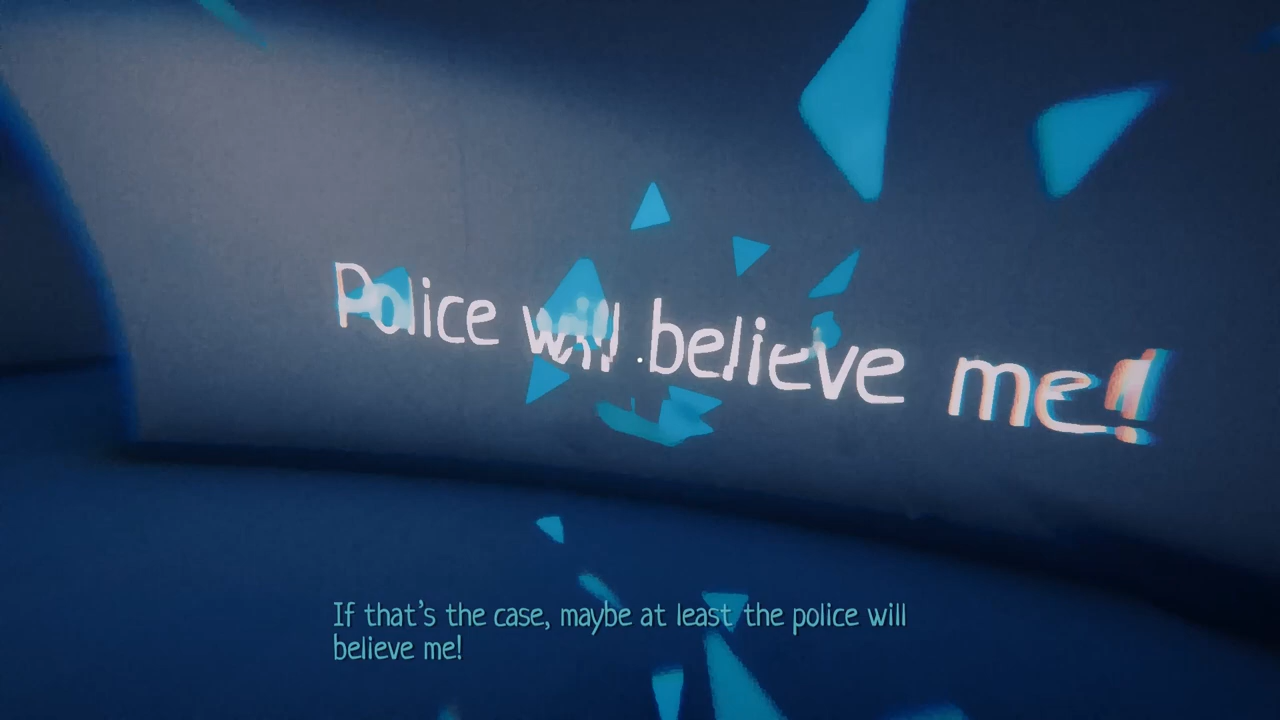 Police will believe me!
If that's the case, maybe at least the police will
believe me!